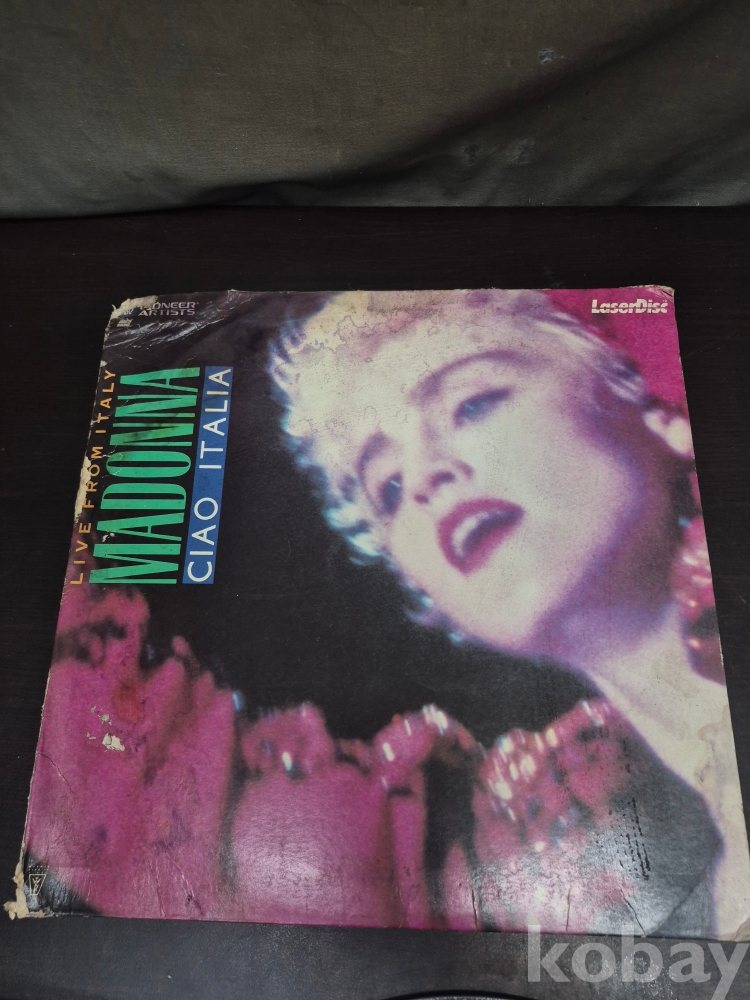 PIONEER
ARTISTS
LaserDisc
LIVE FROM ITALY
MADONNA
CIAO ITALIA
kobay